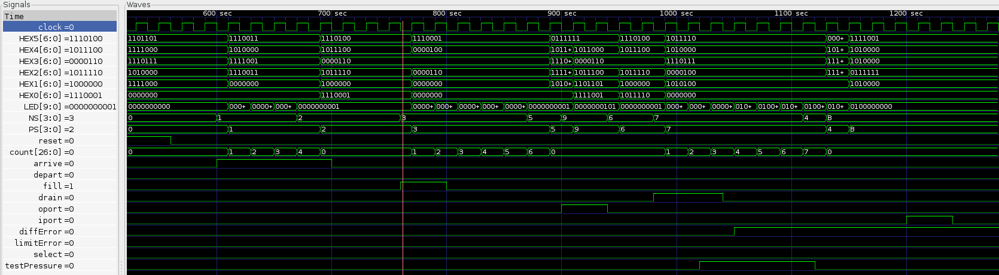 Signals Waves
Time 600 sec 700 sec 800 sec 900 sec 1000 sec 1100 sec 1200 sec
clock =0
HEX5[6:0] =1110100 1101101 1110011 1110100 1110001 0111111 1110100 1011110 000+ 1111001
HEX4[6:0] =1011100 1111000 1010000 1011100 0000100 1011+ 1011000 1011100 1010000 101+ 1010000
HEX3[6:0] =0000110 1110111 1111001 0000110 1110+ 0000110 1110111 111+ 1010000
HEX2[6:0] =1011110 1010000 1110011 1011110 0000110 1111+ 1011100 1011110 0000100 111+ 0111111
HEX1[6:0] =1000000 1111000 0000000 1000000 0000000 1010+ 1101101 1000000 1010100 1010000
HEX0[6:0] =1110001 0000000 1110001 0000000 1111001 1011110 0000000
LED[9:0] =0000000001 0000000000 000+ 0000+ 000+ 0000000001 0000+ 000+ 0000+ 000+ 0000+ 0000000001 0000000101 0000000001 000+ 000+ 0000+ 010+ 0100+ 010+ 0100+ 010+ 0100000000
NS[3:0] =3 0 1 2 3 5 9 6 7 4 B
PS[3:0] =2 0 1 2 3 5 9 6 7 4 B
reset =0
count[26:0] =0 0 1 2 3 4 0 1 2 3 4 5 6 0 1 2 3 4 5 6 7 0
arrive =0
depart =0
fill =1
drain =0
oport =0
iport =0
diffError =0
limitError =0
select =0
testPressure =0